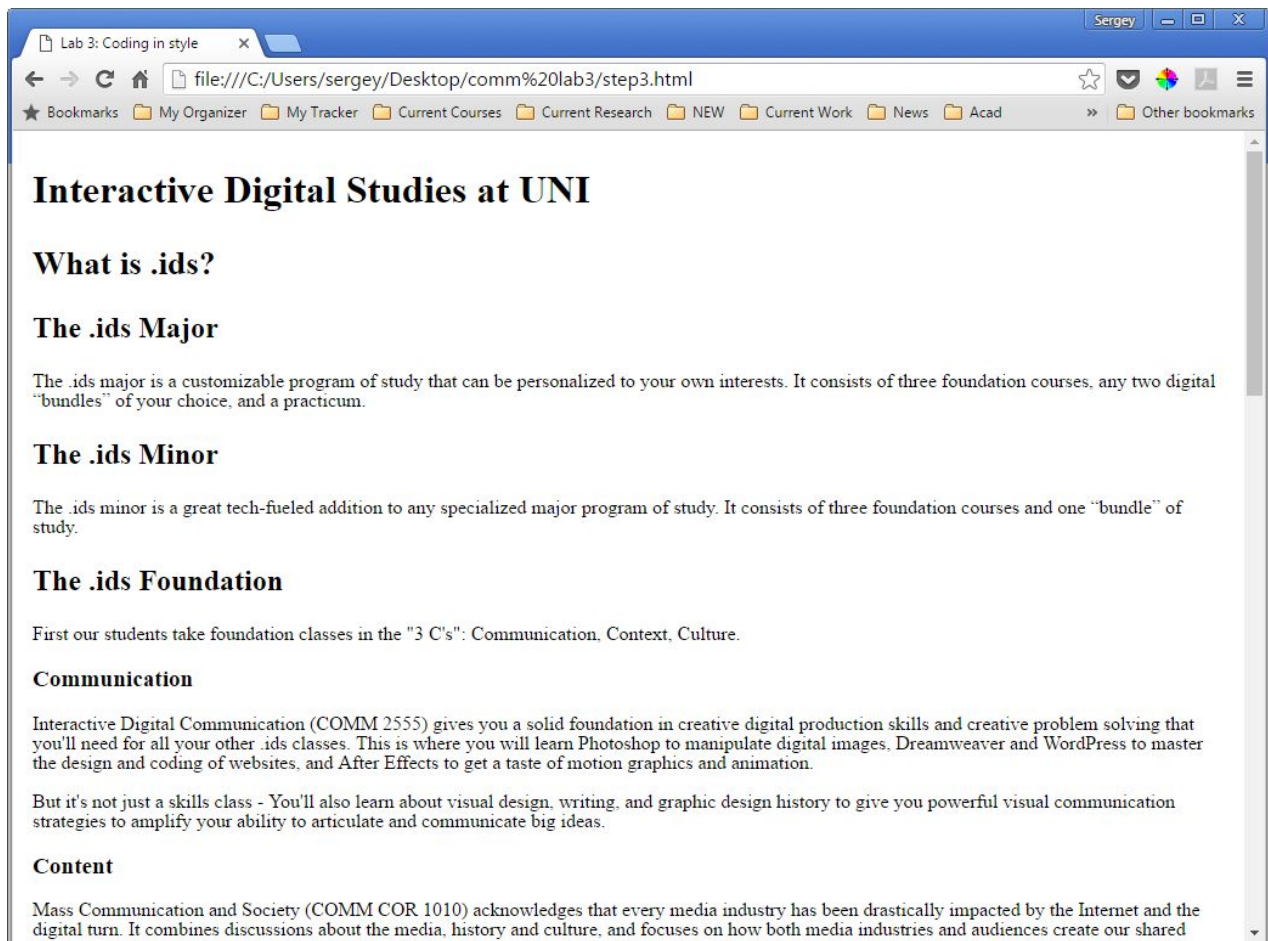 Sergey
Lab 3: Coding in style
file:///C:/Users/sergey/Desktop/comm%20lab3/step3.html
Bookmarks My Organizer My Tracker Current Courses Current Research NEW Current Work News Acad » Other bookmarks
Interactive Digital Studies at UNI
What is .ids?
The .ids Major
The .ids major is a customizable program of study that can be personalized to your own interests. It consists of three foundation courses, any two digital
“bundles” of your choice, and a practicum.
The .ids Minor
The .ids minor is a great tech-fueled addition to any specialized major program of study. It consists of three foundation courses and one “bundle” of
study.
The .ids Foundation
First our students take foundation classes in the "3 C's": Communication, Context, Culture.
Communication
Interactive Digital Communication (COMM 2555) gives you a solid foundation in creative digital production skills and creative problem solving that
you'll need for all your other .ids classes. This is where you will learn Photoshop to manipulate digital images, Dreamweaver and WordPress to master
the design and coding of websites, and After Effects to get a taste of motion graphics and animation.
But it's not just a skills class - You'll also learn about visual design, writing, and graphic design history to give you powerful visual communication
strategies to amplify your ability to articulate and communicate big ideas.
Content
Mass Communication and Society (COMM COR 1010) acknowledges that every media industry has been drastically impacted by the Internet and the
digital turn. It combines discussions about the media, history and culture, and focuses on how both media industries and audiences create our shared